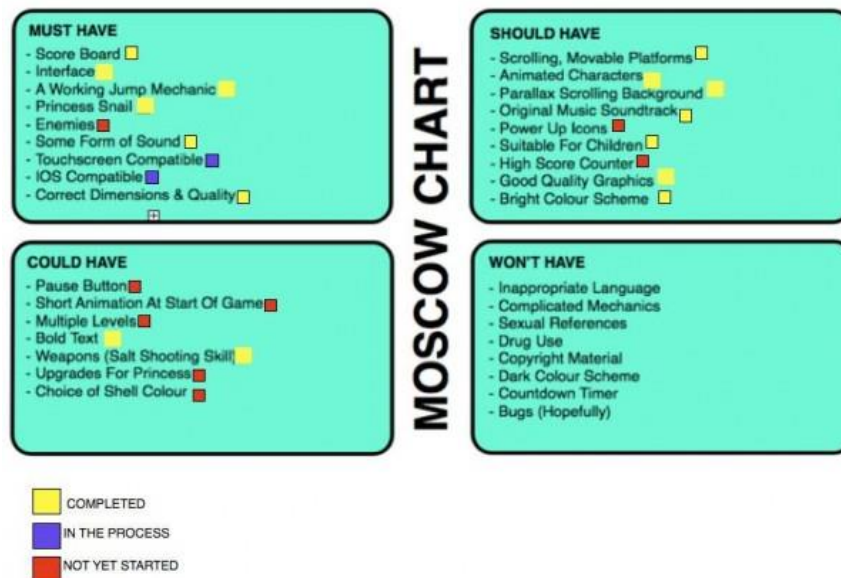 MUST HAVE
- Score Board
- Interface
- A Working Jump Mechanic
- Princess Snail
- Enemies
- Some Form of Sound
- Touchscreen Compatible
- IOS Compatible
- Correct Dimensions & Quality
MOSCOW CHART
SHOULD HAVE
- Scrolling, Movable Platforms
- Animated Characters
- Parallax Scrolling Background
- Original Music Soundtrack
- Power Up Icons
- Suitable For Children
- High Score Counter
- Good Quality Graphics
- Bright Colour Scheme
COULD HAVE
- Pause Button
- Short Animation At Start Of Game
- Multiple Levels
- Bold Text
- Weapons (Salt Shooting Skill)
- Upgrades For Princess
- Choice of Shell Colour
WON'T HAVE
- Inappropriate Language
- Complicated Mechanics
- Sexual References
- Drug Use
- Copyright Material
- Dark Colour Scheme
- Countdown Timer
- Bugs (Hopefully)
COMPLETED
IN THE PROCESS
NOT YET STARTED